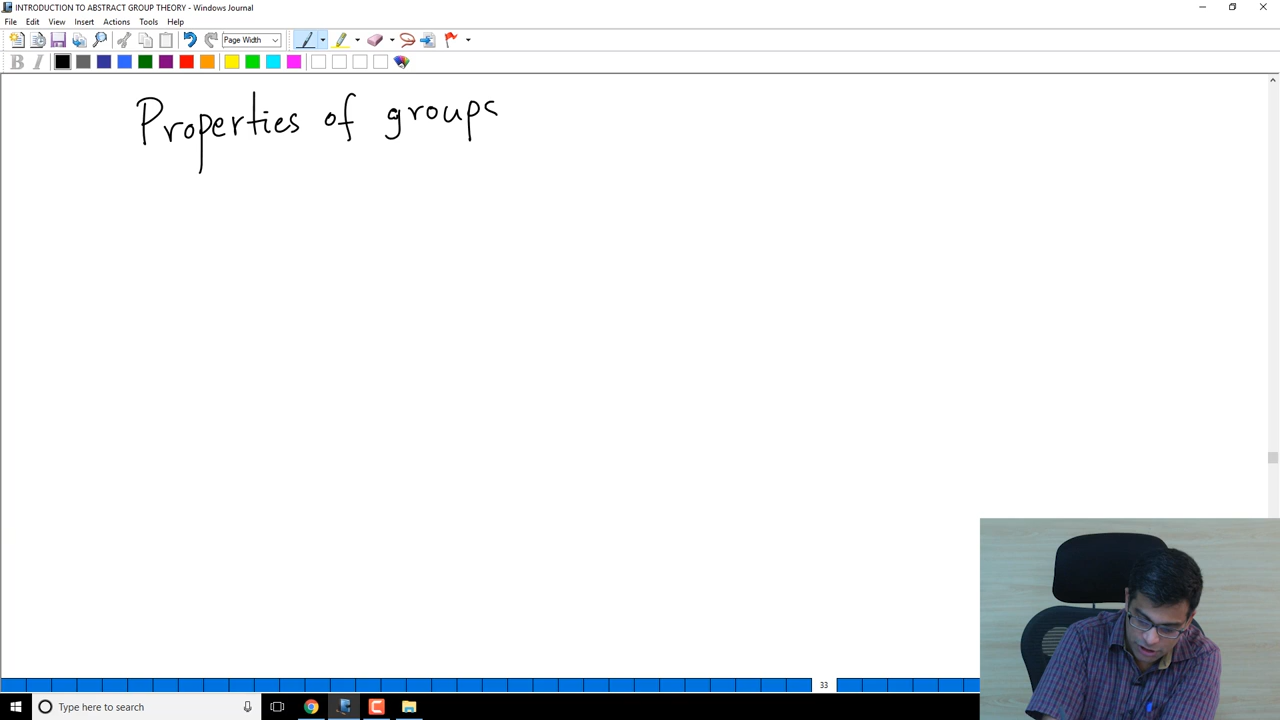 INTRODUCTION TO ABSTRACT GROUP THEORY - Windows Journal
File Edit View Insert Actions Tools Help
Page Width
B I
Properties of groups
33
Type here to search